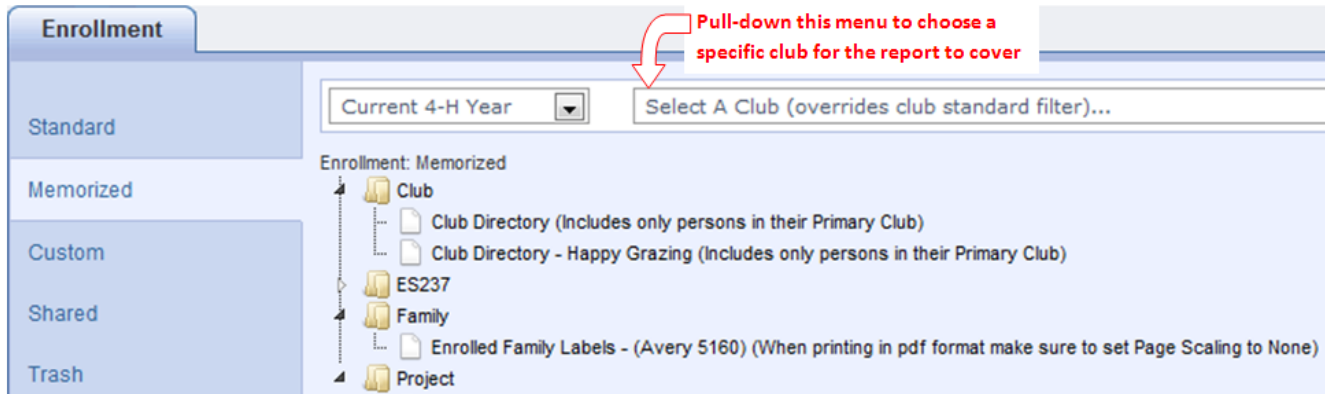 Enrollment
Pull-down this menu to choose a
specific club for the report to cover
Standard
Memorized
Custom
Shared
Trash
Current 4-H Year
Select A Club (overrides club standard filter)...
Enrollment: Memorized
Club
Club Directory (Includes only persons in their Primary Club)
Club Directory - Happy Grazing (Includes only persons in their Primary Club)
ES237
Family
Enrolled Family Labels - (Avery 5160) (When printing in pdf format make sure to set Page Scaling to None)
Project